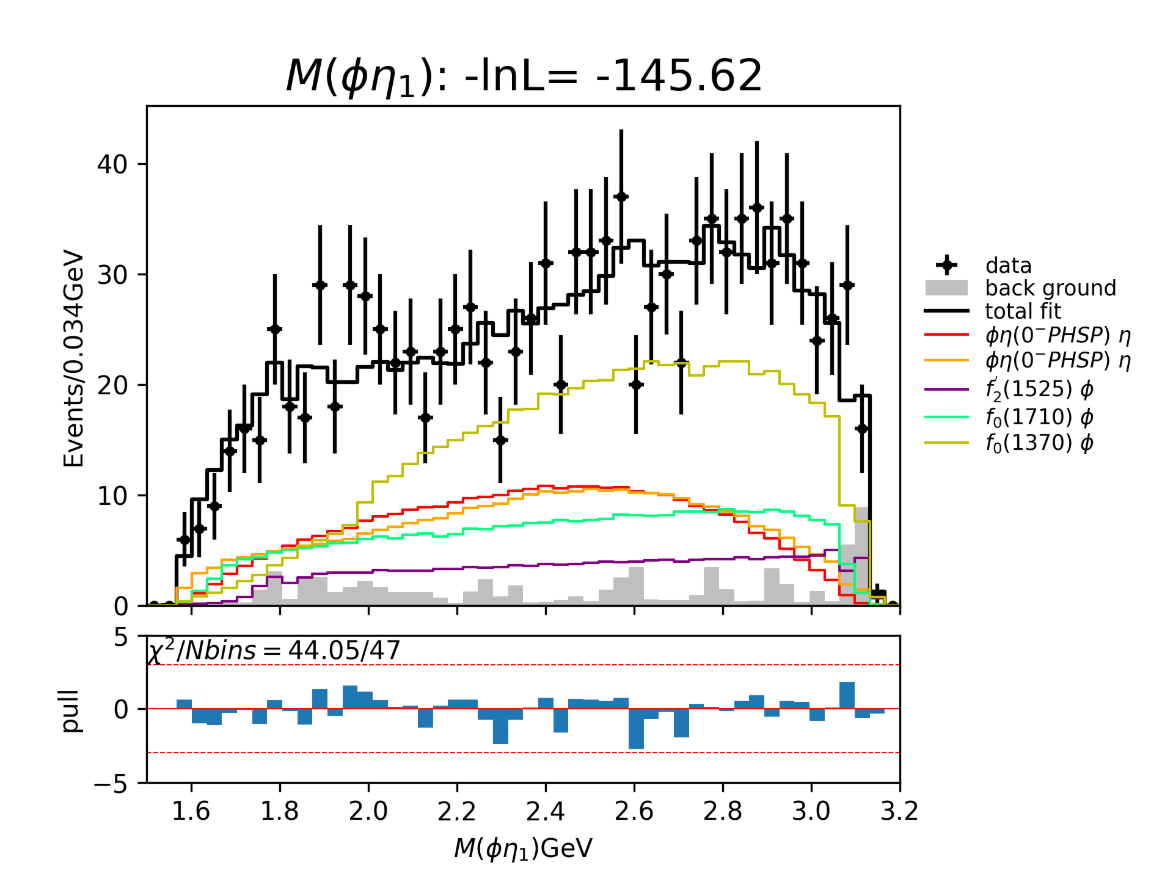 M(ϕη₁): -lnL= -145.62
Events/0.034GeV
40
30
20
10
0
data
back ground
total fit
ϕη(0⁻PHSP) η
ϕη(0⁻PHSP) η
f₂′(1525) ϕ
f₀(1710) ϕ
f₀(1370) ϕ
χ²/Nbins = 44.05/47
pull
5
0
−5
1.6 1.8 2.0 2.2 2.4 2.6 2.8 3.0 3.2
M(ϕη₁)GeV